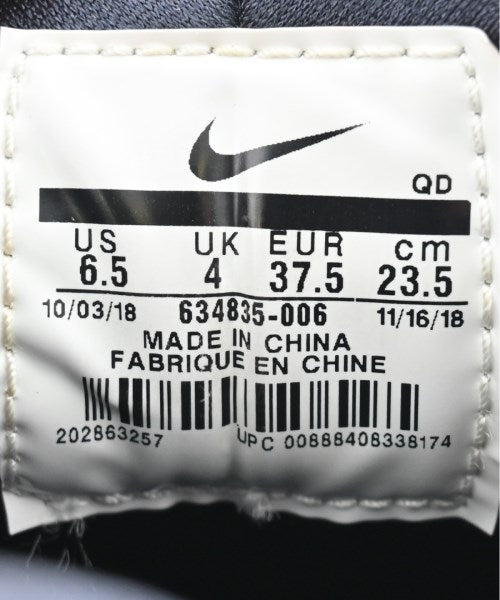 QD
US UK EUR cm
6.5 4 37.5 23.5
10/03/18 634835-006 11/16/18
MADE IN CHINA
FABRIQUE EN CHINE
202863257 UPC 00888408338174